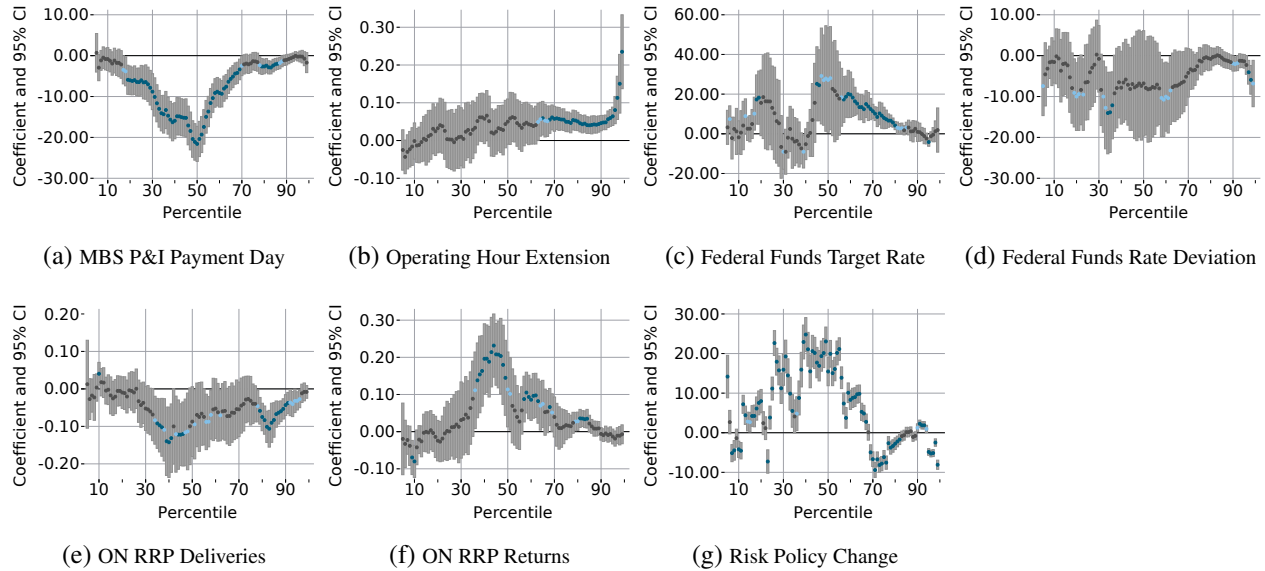 Coefficient and 95% CI
10.00
0.00
-10.00
-20.00
-30.00
10 30 50 70 90
Percentile
(a) MBS P&I Payment Day
Coefficient and 95% CI
0.30
0.20
0.10
0.00
-0.10
10 30 50 70 90
Percentile
(b) Operating Hour Extension
Coefficient and 95% CI
60.00
40.00
20.00
0.00
-20.00
10 30 50 70 90
Percentile
(c) Federal Funds Target Rate
Coefficient and 95% CI
10.00
0.00
-10.00
-20.00
-30.00
10 30 50 70 90
Percentile
(d) Federal Funds Rate Deviation
Coefficient and 95% CI
0.20
0.10
0.00
-0.10
-0.20
10 30 50 70 90
Percentile
(e) ON RRP Deliveries
Coefficient and 95% CI
0.30
0.20
0.10
0.00
-0.10
10 30 50 70 90
Percentile
(f) ON RRP Returns
Coefficient and 95% CI
30.00
20.00
10.00
0.00
-10.00
10 30 50 70 90
Percentile
(g) Risk Policy Change